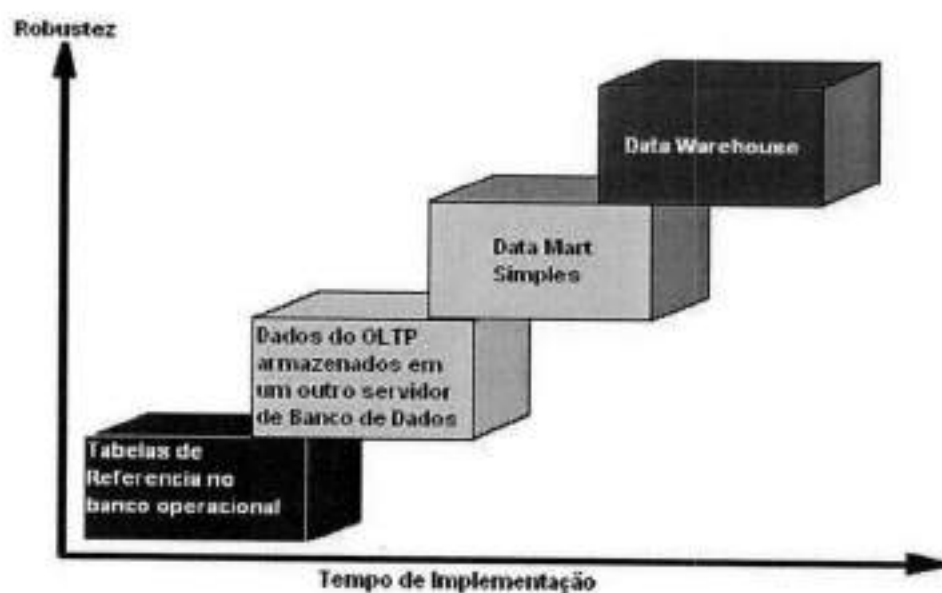 Robustez
Data Warehouse
Data Mart
Simples
Dados do OLTP
armazenados em
um outro servidor
de Banco de Dados
Tabelas de
Referencia no
banco operacional
Tempo de Implementação